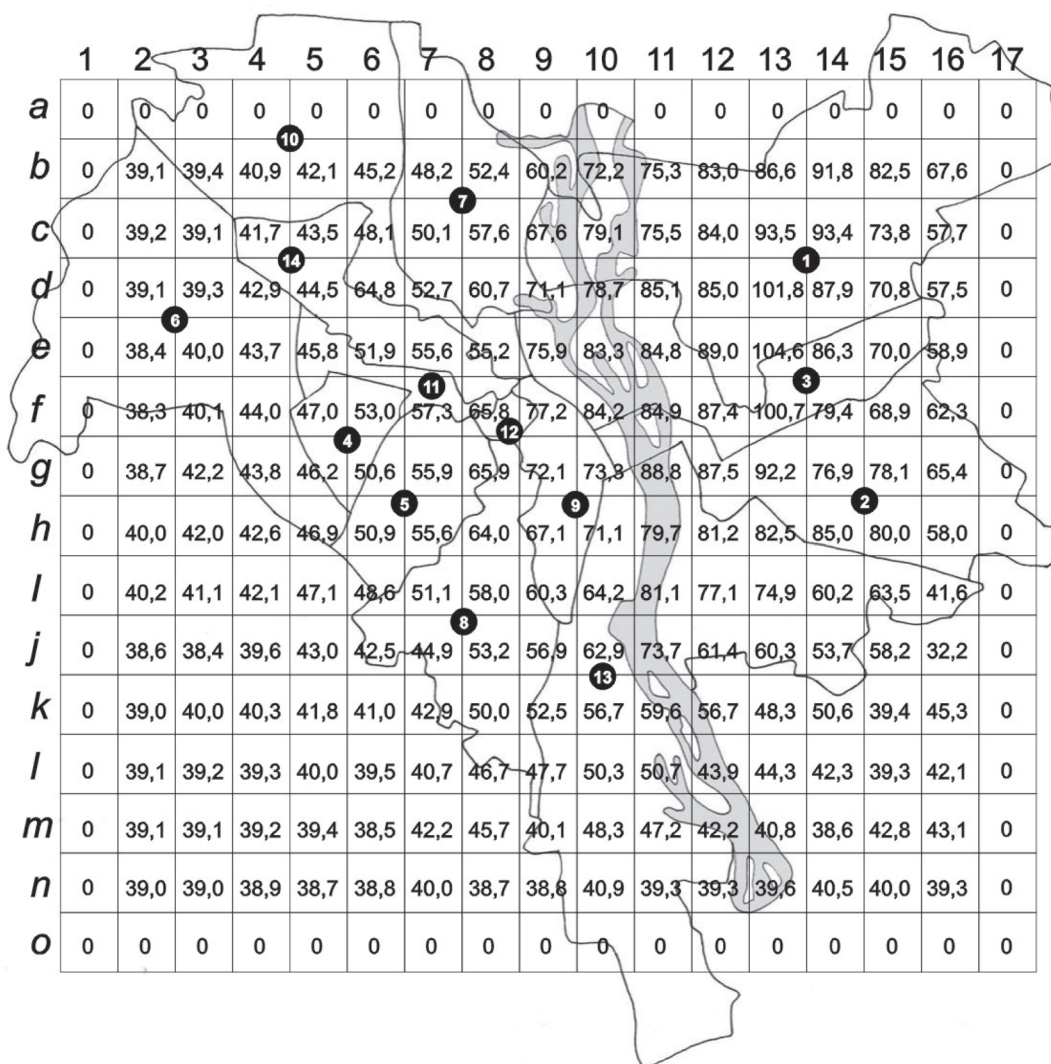 1 2 3 4 5 6 7 8 9 10 11 12 13 14 15 16 17
a 0 0 0 0 0 0 0 0 0 0 0 0 0 0 0 0 0
10
b 0 39,1 39,4 40,9 42,1 45,2 48,2 52,4 60,2 72,2 75,3 83,0 86,6 91,8 82,5 67,6 0
7
c 0 39,2 39,1 41,7 43,5 48,1 50,1 57,6 67,6 79,1 75,5 84,0 93,5 93,4 73,8 57,7 0
14 1
d 0 39,1 39,3 42,9 44,5 64,8 52,7 60,7 71,1 78,7 85,1 85,0 101,8 87,9 70,8 57,5 0
6
e 0 38,4 40,0 43,7 45,8 51,9 55,6 55,2 75,9 83,3 84,8 89,0 104,6 86,3 70,0 58,9 0
11 3
f 0 38,3 40,1 44,0 47,0 53,0 57,3 65,8 77,2 84,2 84,9 87,4 100,7 79,4 68,9 62,3 0
4 12
g 0 38,7 42,2 43,8 46,2 50,6 55,9 65,9 72,1 73,3 88,8 87,5 92,2 76,9 78,1 65,4 0
5 9 2
h 0 40,0 42,0 42,6 46,9 50,9 55,6 64,0 67,1 71,1 79,7 81,2 82,5 85,0 80,0 58,0 0
I 0 40,2 41,1 42,1 47,1 48,6 51,1 58,0 60,3 64,2 81,1 77,1 74,9 60,2 63,5 41,6 0
8
j 0 38,6 38,4 39,6 43,0 42,5 44,9 53,2 56,9 62,9 73,7 61,4 60,3 53,7 58,2 32,2 0
13
k 0 39,0 40,0 40,3 41,8 41,0 42,9 50,0 52,5 56,7 59,6 56,7 48,3 50,6 39,4 45,3 0
l 0 39,1 39,2 39,3 40,0 39,5 40,7 46,7 47,7 50,3 50,7 43,9 44,3 42,3 39,3 42,1 0
m 0 39,1 39,1 39,2 39,4 38,5 42,2 45,7 40,1 48,3 47,2 42,2 40,8 38,6 42,8 43,1 0
n 0 39,0 39,0 38,9 38,7 38,8 40,0 38,7 38,8 40,9 39,3 39,3 39,6 40,5 40,0 39,3 0
o 0 0 0 0 0 0 0 0 0 0 0 0 0 0 0 0 0